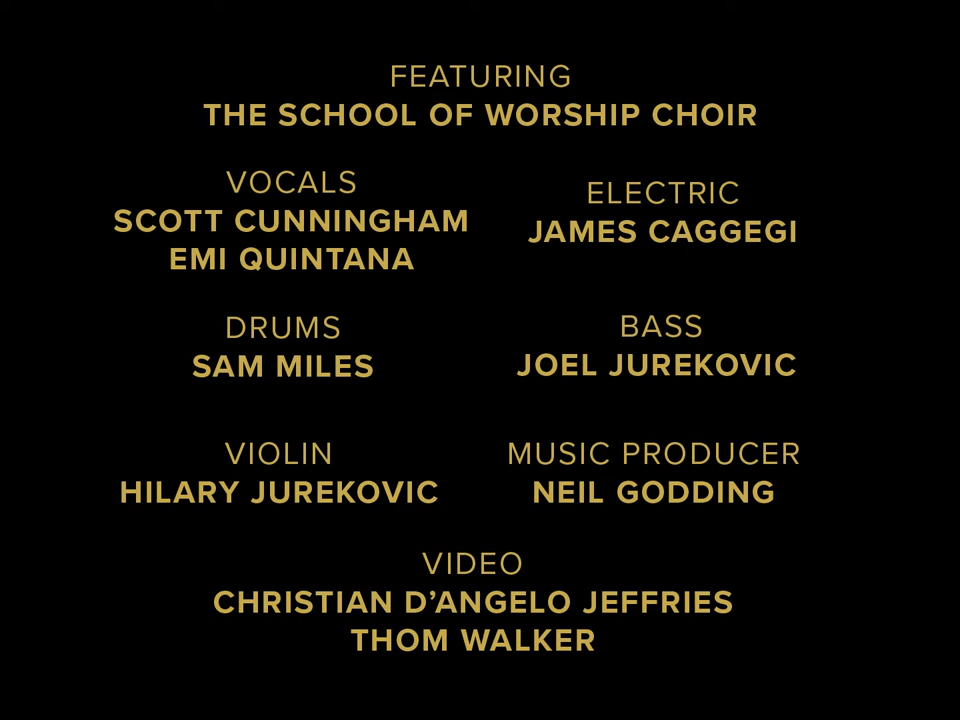 FEATURING
THE SCHOOL OF WORSHIP CHOIR
VOCALS
SCOTT CUNNINGHAM
EMI QUINTANA
ELECTRIC
JAMES CAGGEGI
DRUMS
SAM MILES
BASS
JOEL JUREKOVIC
VIOLIN
HILARY JUREKOVIC
MUSIC PRODUCER
NEIL GODDING
VIDEO
CHRISTIAN D’ANGELO JEFFRIES
THOM WALKER